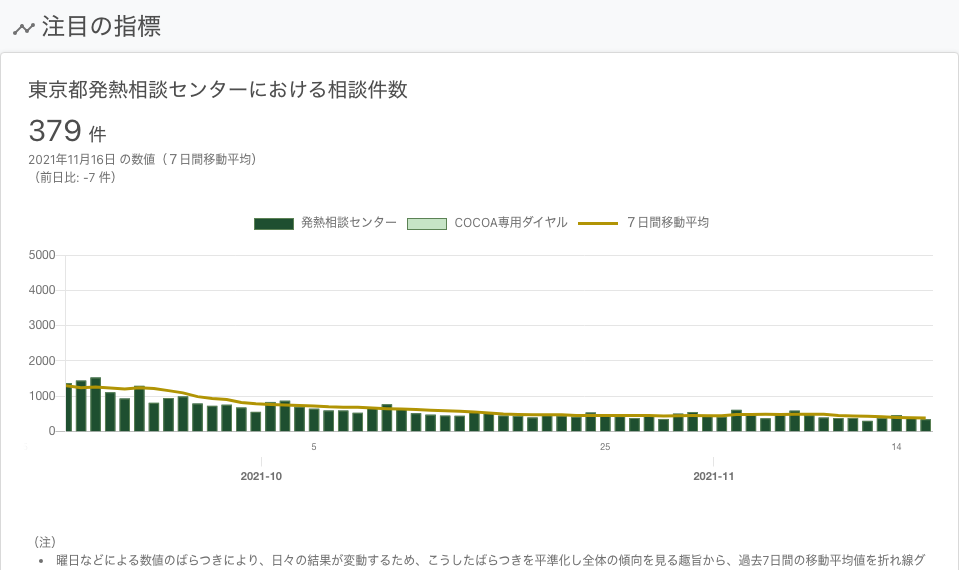 注目の指標
東京都発熱相談センターにおける相談件数
379 件
2021年11月16日 の数値（７日間移動平均）
（前日比: -7 件）
発熱相談センター COCOA専用ダイヤル ７日間移動平均
5000
4000
3000
2000
1000
0
5 25 14
2021-10 2021-11
（注）
• 曜日などによる数値のばらつきにより、日々の結果が変動するため、こうしたばらつきを平準化し全体の傾向を見る趣旨から、過去7日間の移動平均値を折れ線グ